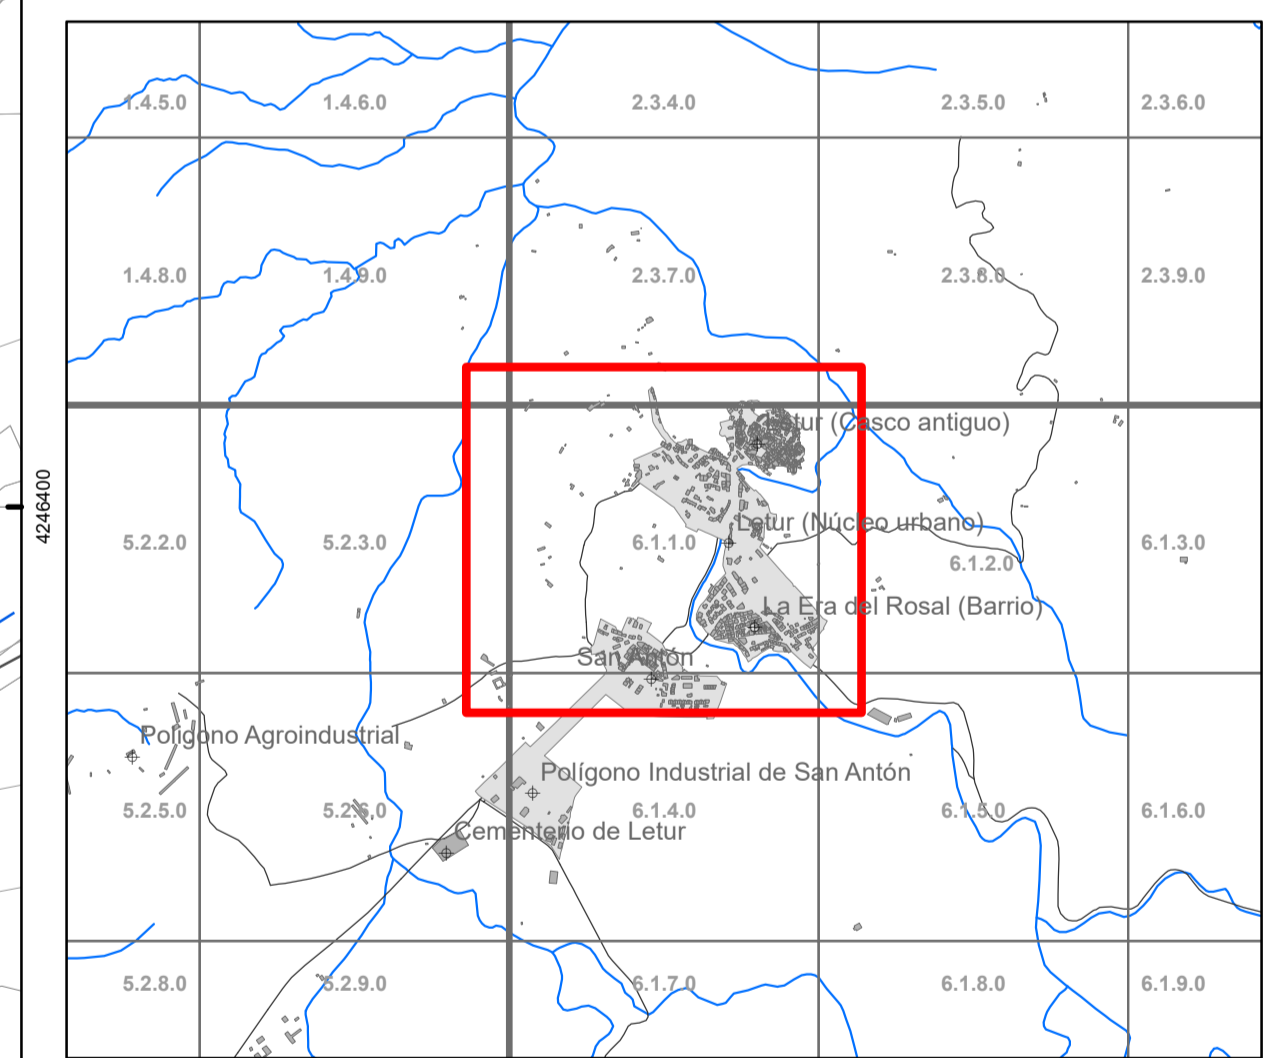 1.4.5.0 1.4.6.0 2.3.4.0 2.3.5.0 2.3.6.0
1.4.8.0 1.4.9.0 2.3.7.0 2.3.8.0 2.3.9.0
Letur (Casco antiguo)
4246400
Letur (Núcleo urbano)
5.2.2.0 5.2.3.0 6.1.1.0 6.1.3.0
6.1.2.0
La Era del Rosal (Barrio)
San Antón
Polígono Agroindustrial
Polígono Industrial de San Antón
5.2.5.0 5.2.6.0 6.1.4.0 6.1.5.0 6.1.6.0
Cementerio de Letur
5.2.8.0 5.2.9.0 6.1.7.0 6.1.8.0 6.1.9.0